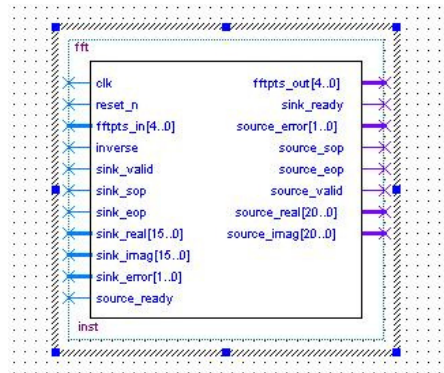 fft
clk fftpts_out[4..0]
reset_n sink_ready
fftpts_in[4..0] source_error[1..0]
inverse source_sop
sink_valid source_eop
sink_sop source_valid
sink_eop source_real[20..0]
sink_real[15..0] source_imag[20..0]
sink_imag[15..0]
sink_error[1..0]
source_ready
inst